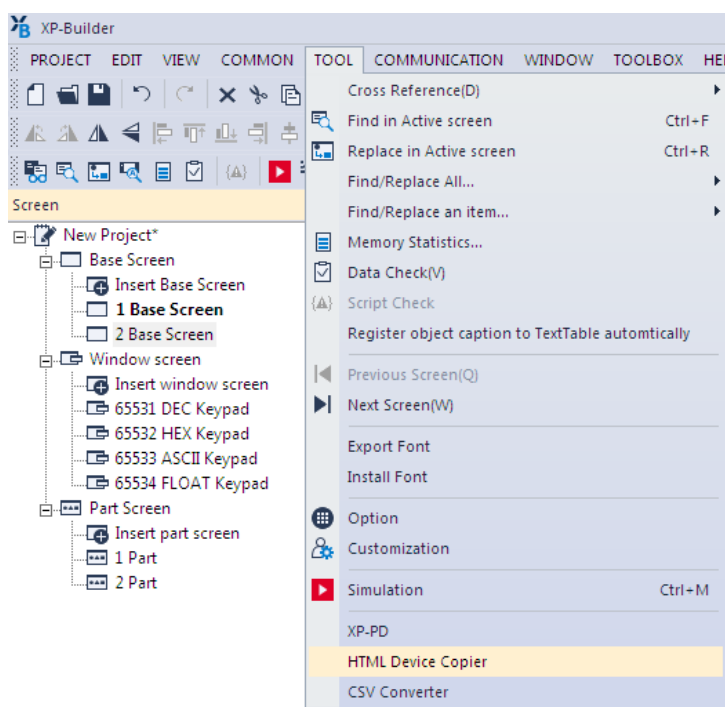 XP-Builder
PROJECT EDIT VIEW COMMON TOOL COMMUNICATION WINDOW TOOLBOX HE
Screen
New Project*
Base Screen
Insert Base Screen
1 Base Screen
2 Base Screen
Window screen
Insert window screen
65531 DEC Keypad
65532 HEX Keypad
65533 ASCII Keypad
65534 FLOAT Keypad
Part Screen
Insert part screen
1 Part
2 Part
Cross Reference(D)
Find in Active screen Ctrl+F
Replace in Active screen Ctrl+R
Find/Replace All...
Find/Replace an item...
Memory Statistics...
Data Check(V)
Script Check
Register object caption to TextTable automtically
Previous Screen(Q)
Next Screen(W)
Export Font
Install Font
Option
Customization
Simulation Ctrl+M
XP-PD
HTML Device Copier
CSV Converter